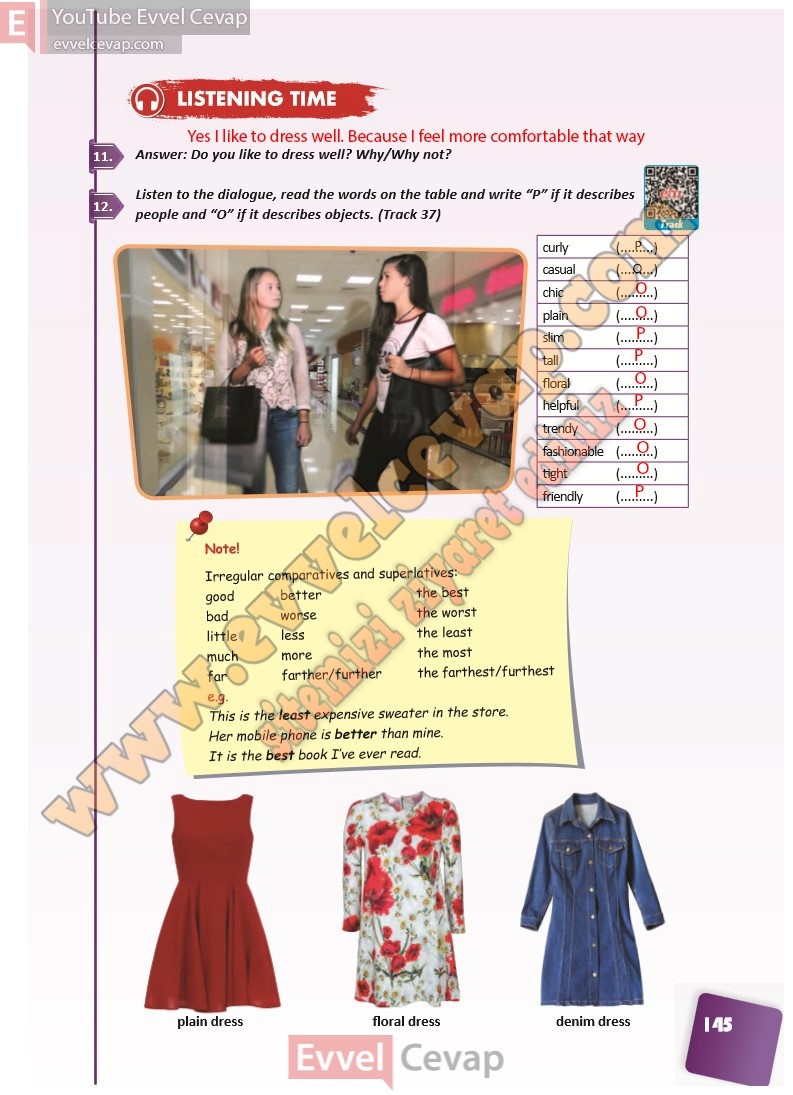 E YouTube Evvel Cevap
evvelcevap.com
LISTENING TIME
Yes I like to dress well. Because I feel more comfortable that way
11. Answer: Do you like to dress well? Why/Why not?
12. Listen to the dialogue, read the words on the table and write “P” if it describes
people and “O” if it describes objects. (Track 37)
Track
curly (....P....)
casual (....O....)
chic (....O....)
plain (....O....)
slim (....P....)
tall (....P....)
floral (....O....)
helpful (....P....)
trendy (....O....)
fashionable (....O....)
tight (....O....)
friendly (....P....)
Note!
Irregular comparatives and superlatives:
good better the best
bad worse the worst
little less the least
much more the most
far farther/further the farthest/furthest
e.g.
This is the least expensive sweater in the store.
Her mobile phone is better than mine.
It is the best book I’ve ever read.
www.evvelcevap.com
sitemizi ziyaret ediniz
plain dress floral dress denim dress
145
Evvel Cevap